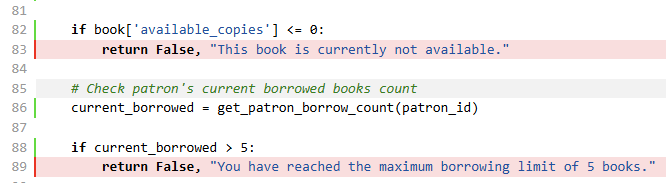 81
82 if book['available_copies'] <= 0:
83 return False, "This book is currently not available."
84
85 # Check patron's current borrowed books count
86 current_borrowed = get_patron_borrow_count(patron_id)
87
88 if current_borrowed > 5:
89 return False, "You have reached the maximum borrowing limit of 5 books."